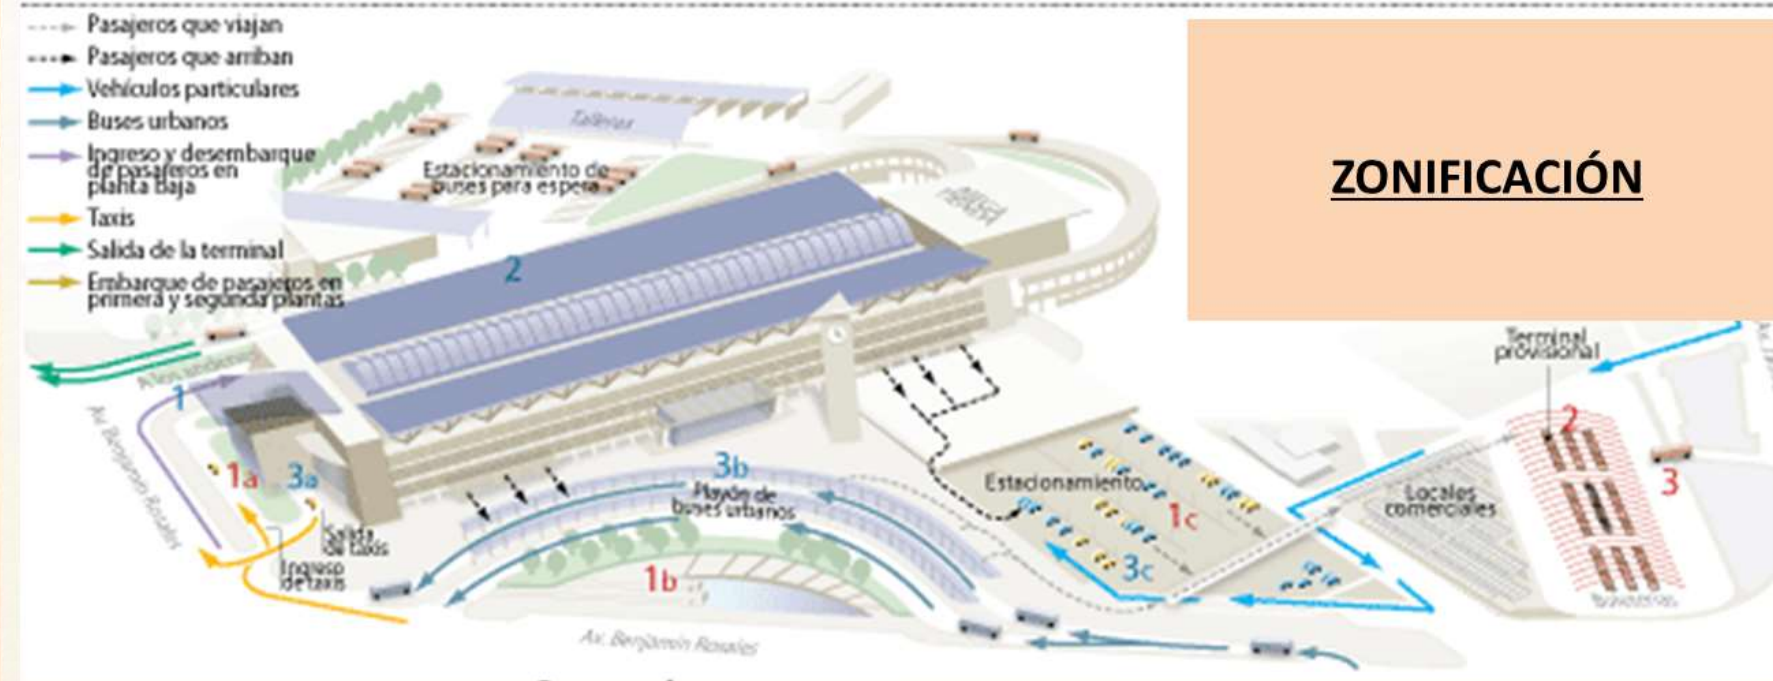 Pasajeros que viajan
Pasajeros que arriban
Vehículos particulares
Buses urbanos
Ingreso y desembarque
de pasajeros en
planta baja
Taxis
Salida de la terminal
Embarque de pasajeros en
primera y segunda plantas
ZONIFICACIÓN
Talleres
Estacionamiento de
buses para espera
2
1
Av. Benjamín Rosales
1a
3a
Salida
de taxis
Ingreso
de taxis
3b
Playón de
buses urbanos
1b
Av. Benjamín Rosales
Estacionamiento
1c
3c
Terminal
provisional
2
3
Locales
comerciales